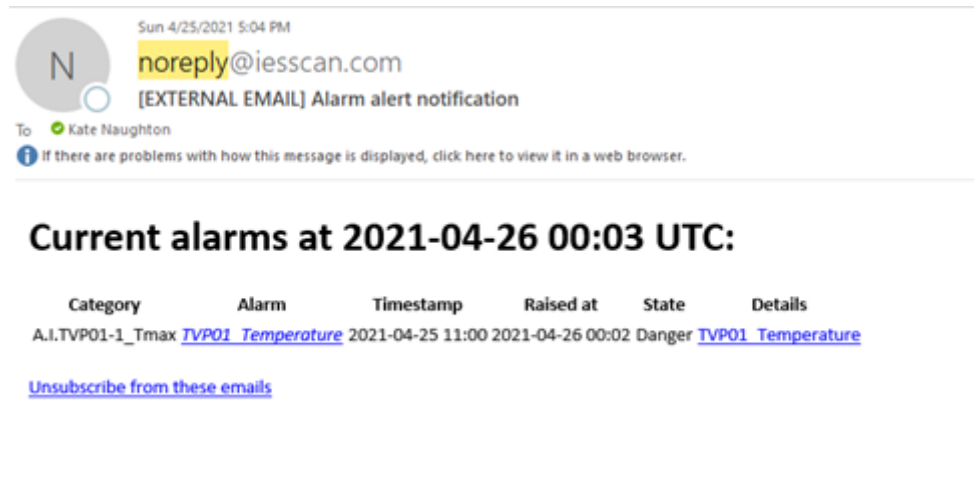 N
Sun 4/25/2021 5:04 PM
noreply@iesscan.com
[EXTERNAL EMAIL] Alarm alert notification
To Kate Naughton
If there are problems with how this message is displayed, click here to view it in a web browser.
Current alarms at 2021-04-26 00:03 UTC:
Category Alarm Timestamp Raised at State Details
A.I.TVP01-1_Tmax TVP01_Temperature 2021-04-25 11:00 2021-04-26 00:02 Danger TVP01_Temperature
Unsubscribe from these emails